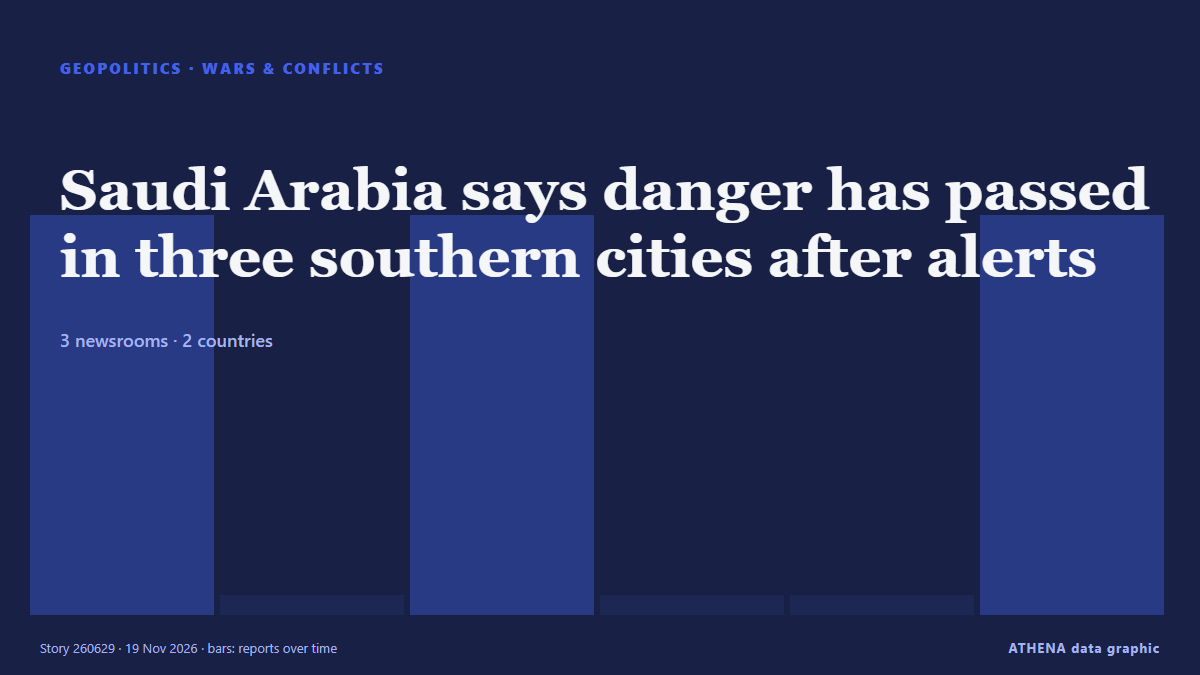 GEOPOLITICS · WARS & CONFLICTS
Saudi Arabia says danger has passed
in three southern cities after alerts
3 newsrooms · 2 countries
Story 260629 · 19 Nov 2026 · bars: reports over time
ATHENA data graphic